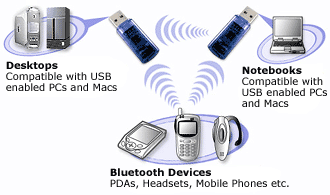 Desktops
Compatible with USB
enabled PCs and Macs
Notebooks
Compatible with
USB enabled PCs
and Macs
Bluetooth Devices
PDAs, Headsets, Mobile Phones etc.